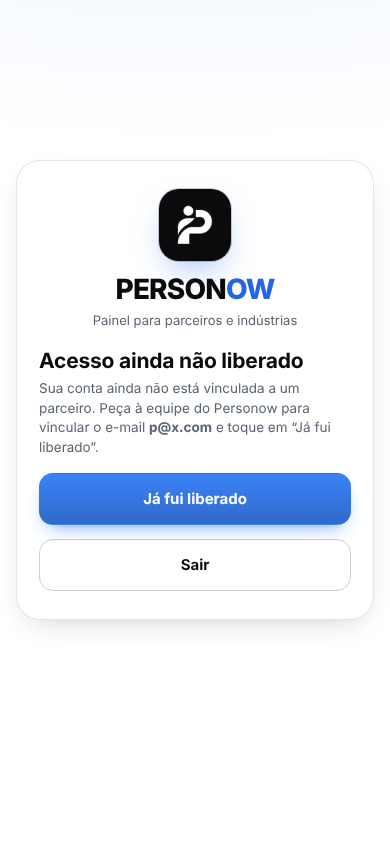 PERSONOW
Painel para parceiros e indústrias
Acesso ainda não liberado
Sua conta ainda não está vinculada a um
parceiro. Peça à equipe do Personow para
vincular o e-mail p@x.com e toque em “Já fui
liberado”.
Já fui liberado
Sair